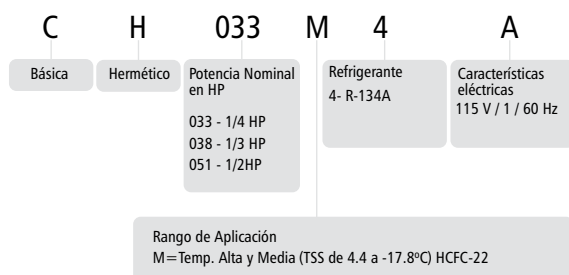 C H 033 M 4 A
Básica
Hermético
Potencia Nominal
en HP
033 - 1/4 HP
038 - 1/3 HP
051 - 1/2HP
Refrigerante
4- R-134A
Características
eléctricas
115 V / 1 / 60 Hz
Rango de Aplicación
M=Temp. Alta y Media (TSS de 4.4 a -17.8ºC) HCFC-22